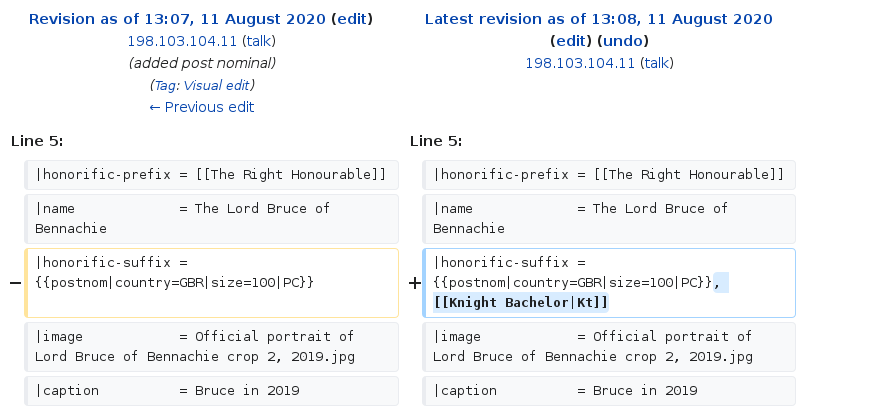 Revision as of 13:07, 11 August 2020 (edit)
198.103.104.11 (talk)
(added post nominal)
(Tag: Visual edit)
← Previous edit
Latest revision as of 13:08, 11 August 2020
(edit) (undo)
198.103.104.11 (talk)
Line 5:
Line 5:
|honorific-prefix = [[The Right Honourable]]
|honorific-prefix = [[The Right Honourable]]
|name          = The Lord Bruce of
Bennachie
|name          = The Lord Bruce of
Bennachie
− |honorific-suffix =
{{postnom|country=GBR|size=100|PC}}
+ |honorific-suffix =
{{postnom|country=GBR|size=100|PC}},
[[Knight Bachelor|Kt]]
|image         = Official portrait of
Lord Bruce of Bennachie crop 2, 2019.jpg
|image         = Official portrait of
Lord Bruce of Bennachie crop 2, 2019.jpg
|caption       = Bruce in 2019
|caption       = Bruce in 2019